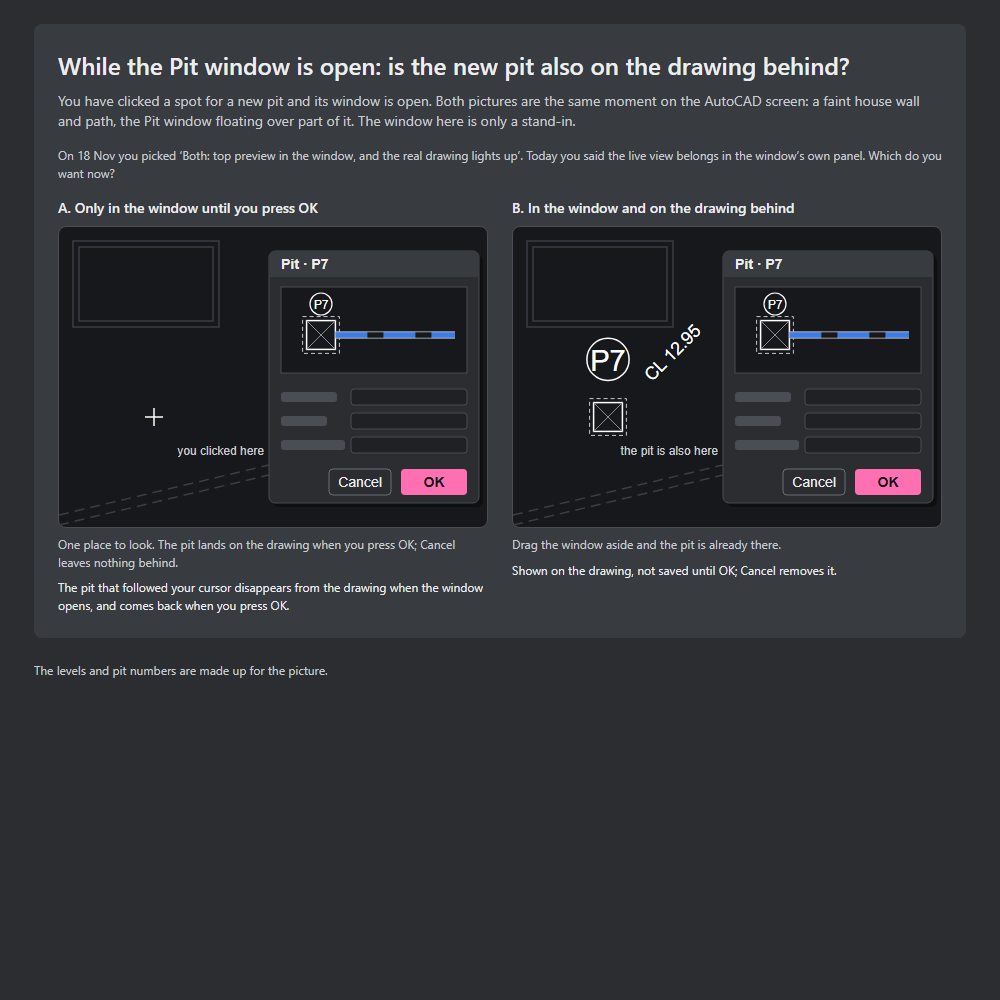 While the Pit window is open: is the new pit also on the drawing behind?
You have clicked a spot for a new pit and its window is open. Both pictures are the same moment on the AutoCAD screen: a faint house wall
and path, the Pit window floating over part of it. The window here is only a stand-in.
On 18 Nov you picked ‘Both: top preview in the window, and the real drawing lights up’. Today you said the live view belongs in the window’s own panel. Which do you
want now?
A. Only in the window until you press OK
Pit · P7
P7
you clicked here
Cancel
OK
One place to look. The pit lands on the drawing when you press OK; Cancel
leaves nothing behind.
The pit that followed your cursor disappears from the drawing when the window
opens, and comes back when you press OK.
B. In the window and on the drawing behind
Pit · P7
P7
P7
CL 12.95
the pit is also here
Cancel
OK
Drag the window aside and the pit is already there.
Shown on the drawing, not saved until OK; Cancel removes it.
The levels and pit numbers are made up for the picture.